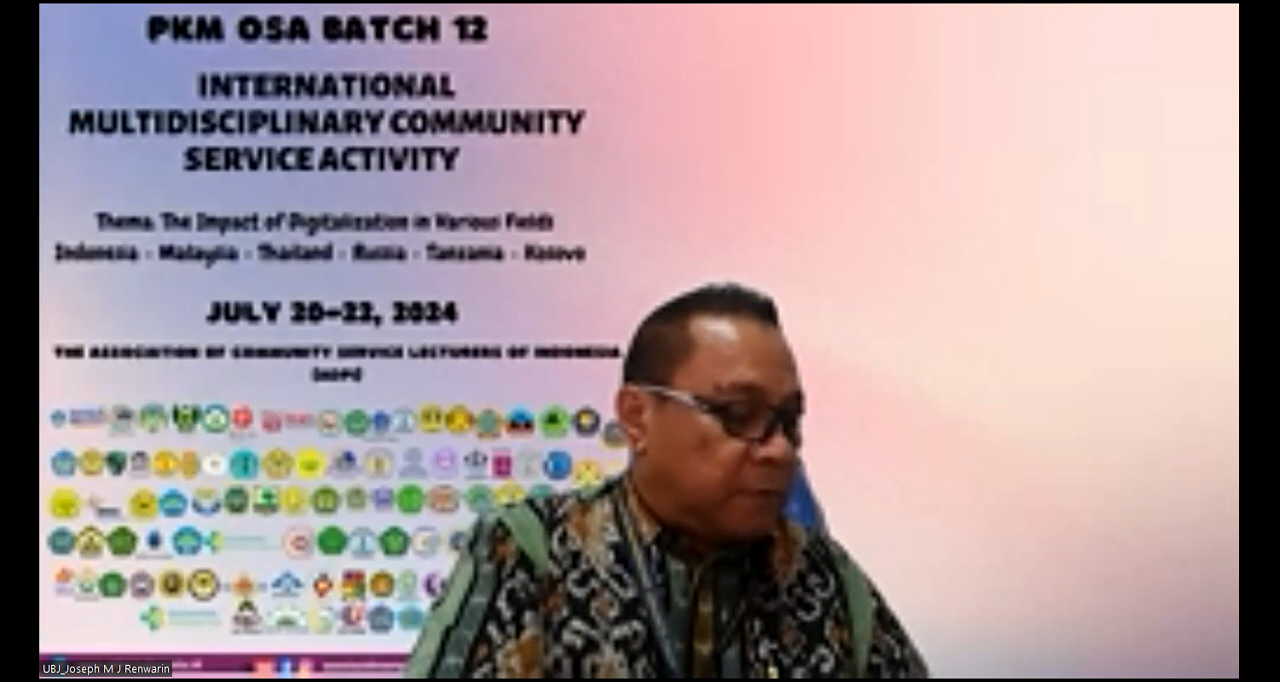 PKM OSA BATCH 12
INTERNATIONAL
MULTIDISCIPLINARY COMMUNITY
SERVICE ACTIVITY
Thema: The Impact of Digitalization in Various Fields
Indonesia - Malaysia - Thailand - Russia - Tanzania - Kosovo
JULY 20-22, 2024
THE ASSOCIATION OF COMMUNITY SERVICE LECTURERS OF INDONESIA
UBJ_Joseph M J Renwarin